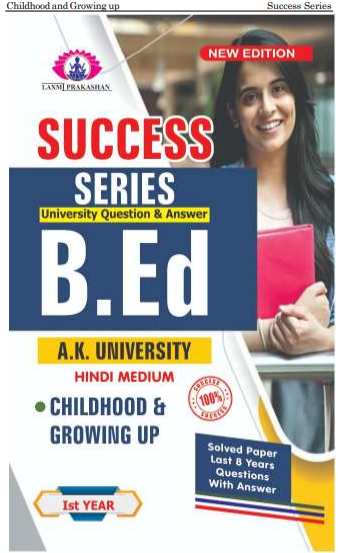 Childhood and Growing up Success Series
NEW EDITION
LAXMI PRAKASHAN
SUCCESS
SERIES
University Question & Answer
B.Ed
A.K. UNIVERSITY
HINDI MEDIUM
SUCCESS
100%
SUCCESS
• CHILDHOOD &
GROWING UP
Solved Paper
Last 8 Years
Questions
With Answer
Ist YEAR